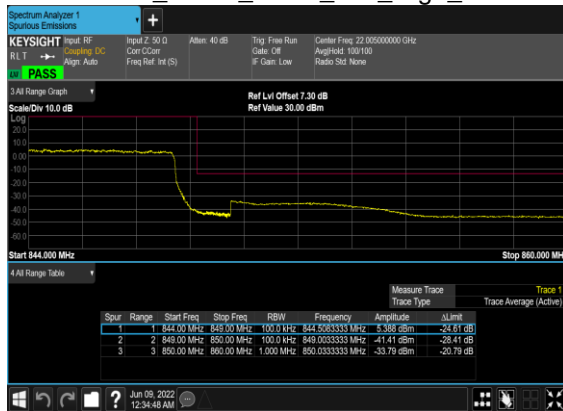 Spectrum Analyzer 1
Spurious Emissions
+
KEYSIGHT Input: RF Input Z: 50 Ω Atten: 40 dB Trig: Free Run Center Freq: 22.005000000 GHz
RLT Coupling: DC Corr CCorr Gate: Off Avg|Hold: 100/100
Align: Auto Freq Ref: Int (S) IF Gain: Low Radio Std: None
PASS
3 All Range Graph
Ref Lvl Offset 7.30 dB
Scale/Div 10.0 dB Ref Value 30.00 dBm
Log
20.0
10.0
0.00
-10.0
-20.0
-30.0
-40.0
-50.0
-60.0
Start 844.000 MHz Stop 860.000 MH
4 All Range Table
Measure Trace Trace 1
Trace Type Trace Average (Active)
Spur Range Start Freq Stop Freq RBW Frequency Amplitude ΔLimit
1 1 844.00 MHz 849.00 MHz 100.0 kHz 844.5083333 MHz 5.388 dBm -24.61 dB
2 2 849.00 MHz 850.00 MHz 100.0 kHz 849.0033333 MHz -41.41 dBm -28.41 dB
3 3 850.00 MHz 860.00 MHz 1.000 MHz 850.0333333 MHz -33.79 dBm -20.79 dB
? Jun 09, 2022
12:34:48 AM